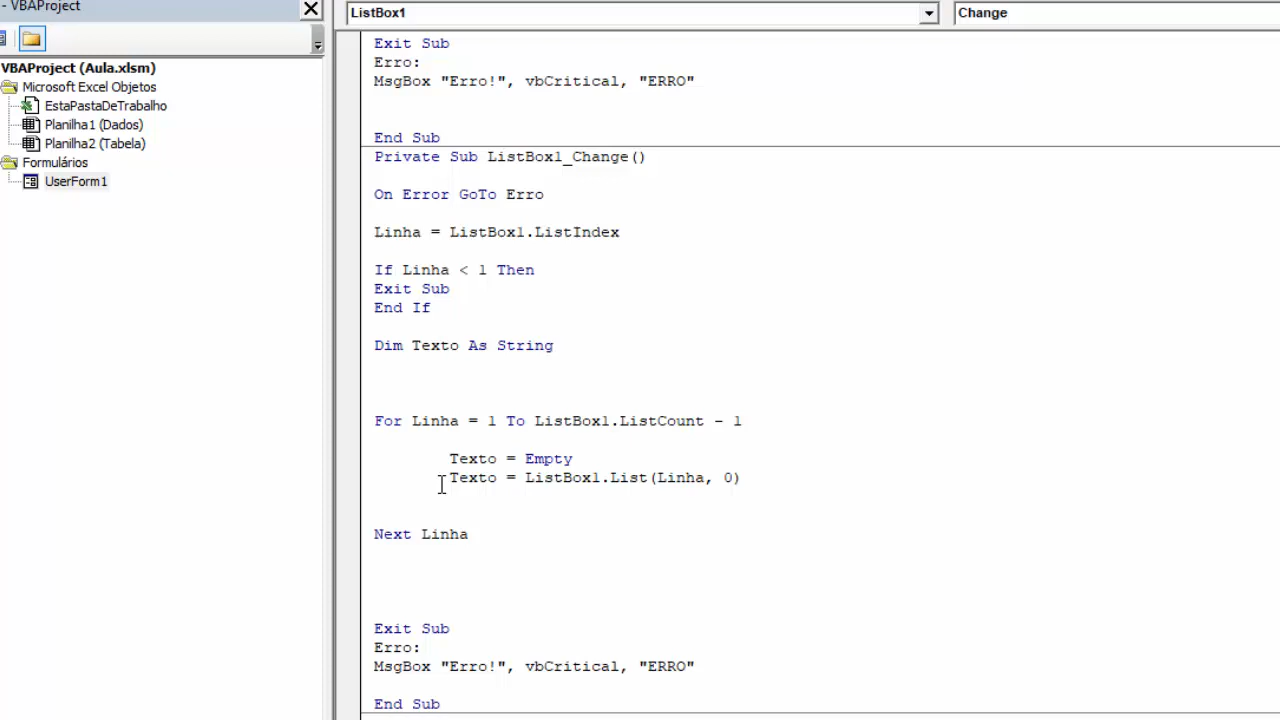 - VBAProject
VBAProject (Aula.xlsm)
Microsoft Excel Objetos
EstaPastaDeTrabalho
Planilha1 (Dados)
Planilha2 (Tabela)
Formulários
UserForm1
ListBox1
Change
Exit Sub
Erro:
MsgBox "Erro!", vbCritical, "ERRO"
End Sub
Private Sub ListBox1_Change()
On Error GoTo Erro
Linha = ListBox1.ListIndex
If Linha < 1 Then
Exit Sub
End If
Dim Texto As String
For Linha = 1 To ListBox1.ListCount - 1
Texto = Empty
Texto = ListBox1.List(Linha, 0)
Next Linha
Exit Sub
Erro:
MsgBox "Erro!", vbCritical, "ERRO"
End Sub